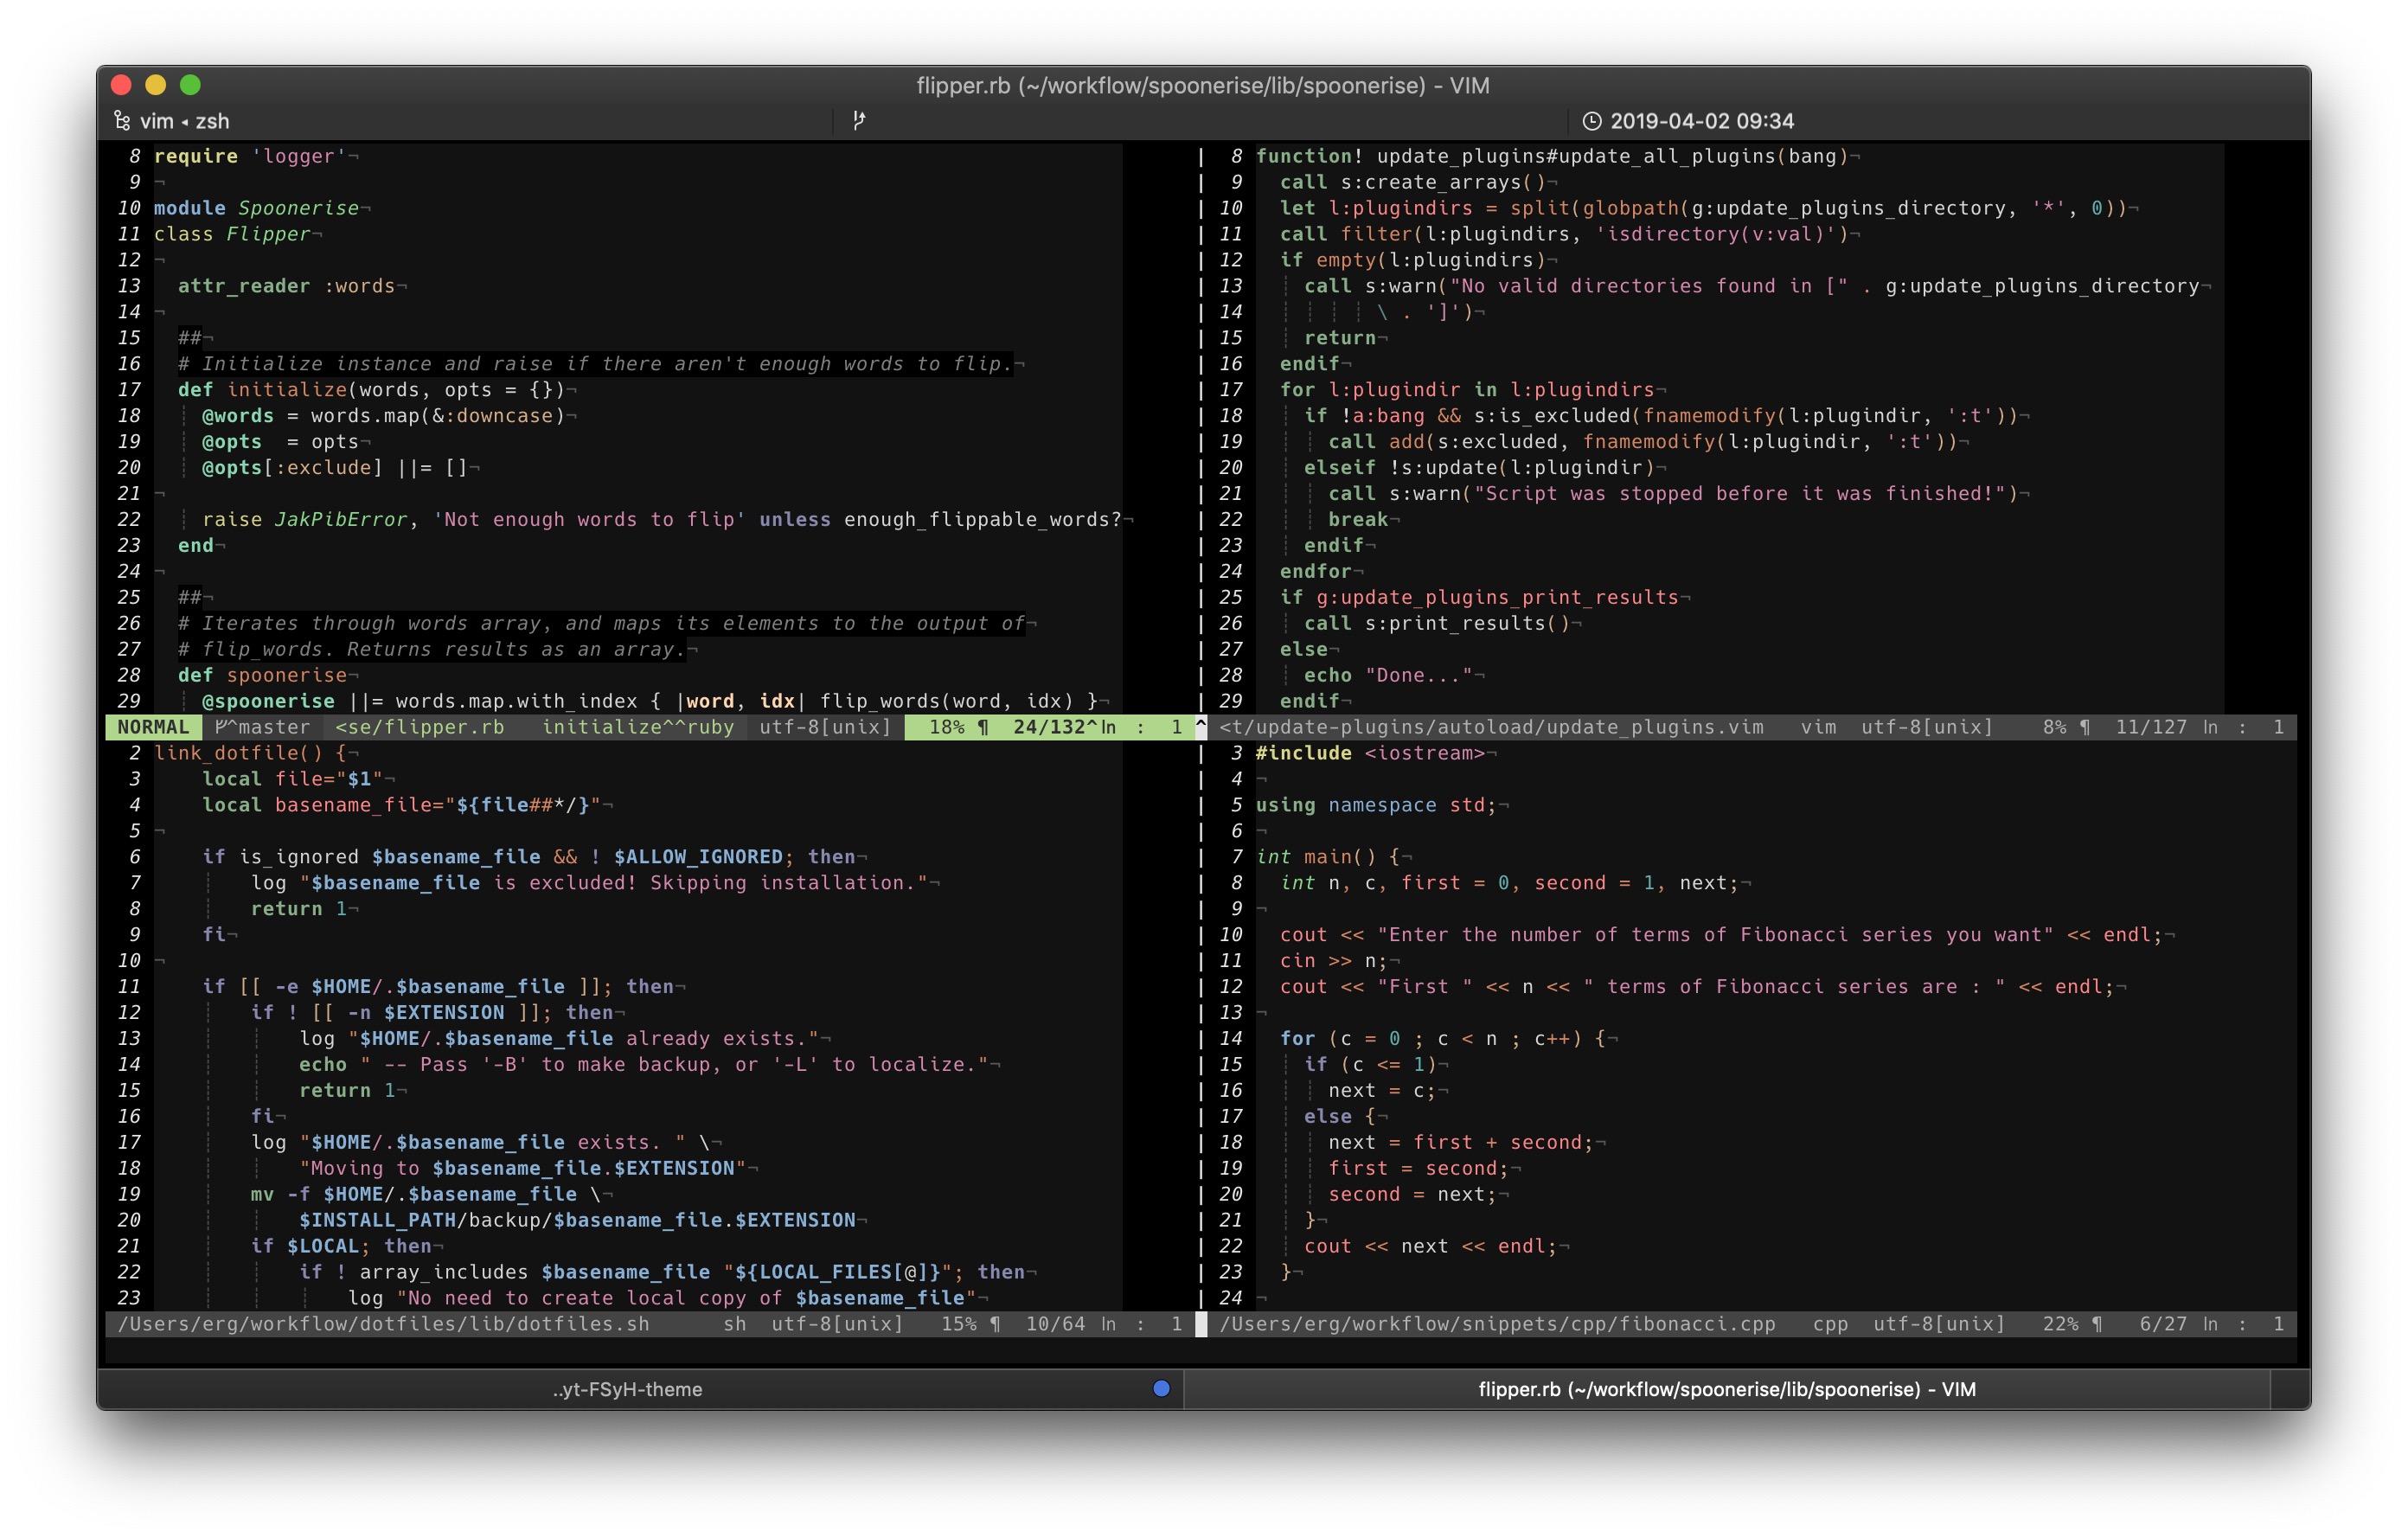 flipper.rb (~/workflow/spoonerise/lib/spoonerise) - VIM
vim ◂ zsh
2019-04-02 09:34
8 require 'logger'¬
9 ¬
10 module Spoonerise¬
11 class Flipper¬
12 ¬
13   attr_reader :words¬
14 ¬
15   ##¬
16   # Initialize instance and raise if there aren't enough words to flip.¬
17   def initialize(words, opts = {})¬
18   ¦ @words = words.map(&:downcase)¬
19   ¦ @opts  = opts¬
20   ¦ @opts[:exclude] ||= []¬
21 ¬
22   ¦ raise JakPibError, 'Not enough words to flip' unless enough_flippable_words?¬
23   end¬
24 ¬
25   ##¬
26   # Iterates through words array, and maps its elements to the output of¬
27   # flip_words. Returns results as an array.¬
28   def spoonerise¬
29   ¦ @spoonerise ||= words.map.with_index { |word, idx| flip_words(word, idx) }¬
NORMAL ᚹ^master <se/flipper.rb initialize^^ruby utf-8[unix] 18% ¶ 24/132^㏑ : 1
8 function! update_plugins#update_all_plugins(bang)¬
9   call s:create_arrays()¬
10   let l:plugindirs = split(globpath(g:update_plugins_directory, '*', 0))¬
11   call filter(l:plugindirs, 'isdirectory(v:val)')¬
12   if empty(l:plugindirs)¬
13   ¦ call s:warn("No valid directories found in [" . g:update_plugins_directory¬
14   ¦ ¦ ¦ ¦ \ . ']')¬
15   ¦ return¬
16   endif¬
17   for l:plugindir in l:plugindirs¬
18   ¦ if !a:bang && s:is_excluded(fnamemodify(l:plugindir, ':t'))¬
19   ¦ ¦ call add(s:excluded, fnamemodify(l:plugindir, ':t'))¬
20   ¦ elseif !s:update(l:plugindir)¬
21   ¦ ¦ call s:warn("Script was stopped before it was finished!")¬
22   ¦ ¦ break¬
23   ¦ endif¬
24   endfor¬
25   if g:update_plugins_print_results¬
26   ¦ call s:print_results()¬
27   else¬
28   ¦ echo "Done..."¬
29   endif¬
^ <t/update-plugins/autoload/update_plugins.vim vim utf-8[unix] 8% ¶ 11/127 ㏑ : 1
2 link_dotfile() {¬
3     local file="$1"¬
4     local basename_file="${file##*/}"¬
5 ¬
6     if is_ignored $basename_file && ! $ALLOW_IGNORED; then¬
7     ¦   log "$basename_file is excluded! Skipping installation."¬
8     ¦   return 1¬
9     fi¬
10 ¬
11     if [[ -e $HOME/.$basename_file ]]; then¬
12     ¦   if ! [[ -n $EXTENSION ]]; then¬
13     ¦   ¦     log "$HOME/.$basename_file already exists."¬
14     ¦   ¦   echo " -- Pass '-B' to make backup, or '-L' to localize."¬
15     ¦   ¦   return 1¬
16     ¦   fi¬
17     ¦   log "$HOME/.$basename_file exists. " \¬
18     ¦   ¦   "Moving to $basename_file.$EXTENSION"¬
19     ¦   mv -f $HOME/.$basename_file \¬
20     ¦   ¦   $INSTALL_PATH/backup/$basename_file.$EXTENSION¬
21     ¦   if $LOCAL; then¬
22     ¦   ¦   if ! array_includes $basename_file "${LOCAL_FILES[@]}"; then¬
23     ¦   ¦   ¦   log "No need to create local copy of $basename_file"¬
/Users/erg/workflow/dotfiles/lib/dotfiles.sh sh utf-8[unix] 15% ¶ 10/64 ㏑ : 1
3 #include <iostream>¬
4 ¬
5 using namespace std;¬
6 ¬
7 int main() {¬
8   int n, c, first = 0, second = 1, next;¬
9 ¬
10   cout << "Enter the number of terms of Fibonacci series you want" << endl;¬
11   cin >> n;¬
12   cout << "First " << n << " terms of Fibonacci series are : " << endl;¬
13 ¬
14   for (c = 0 ; c < n ; c++) {¬
15   ¦ if (c <= 1)¬
16   ¦ ¦ next = c;¬
17   ¦ else {¬
18   ¦ ¦ next = first + second;¬
19   ¦ ¦ first = second;¬
20   ¦ ¦ second = next;¬
21   ¦ }¬
22   ¦ cout << next << endl;¬
23   }¬
24 ¬
/Users/erg/workflow/snippets/cpp/fibonacci.cpp cpp utf-8[unix] 22% ¶ 6/27 ㏑ : 1
..yt-FSyH-theme
flipper.rb (~/workflow/spoonerise/lib/spoonerise) - VIM